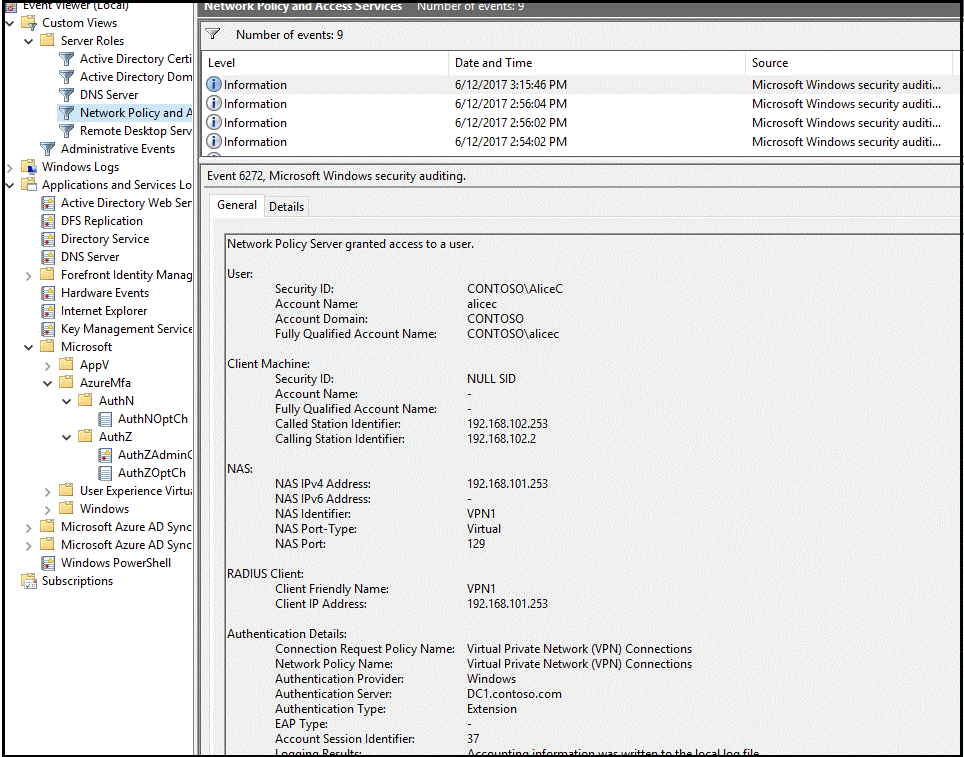 Event Viewer (Local)
Custom Views
Server Roles
Active Directory Certi
Active Directory Dom
DNS Server
Network Policy and A
Remote Desktop Serv
Administrative Events
Windows Logs
Applications and Services Lo
Active Directory Web Ser
DFS Replication
Directory Service
DNS Server
Forefront Identity Manag
Hardware Events
Internet Explorer
Key Management Service
Microsoft
AppV
AzureMfa
AuthN
AuthNOptCh
AuthZ
AuthZAdminC
AuthZOptCh
User Experience Virtua
Windows
Microsoft Azure AD Sync
Microsoft Azure AD Sync
Windows PowerShell
Subscriptions
Network Policy and Access Services Number of events: 9
Number of events: 9
Level Date and Time Source
Information 6/12/2017 3:15:46 PM Microsoft Windows security auditi...
Information 6/12/2017 2:56:04 PM Microsoft Windows security auditi...
Information 6/12/2017 2:56:02 PM Microsoft Windows security auditi...
Information 6/12/2017 2:54:02 PM Microsoft Windows security auditi...
Event 6272, Microsoft Windows security auditing.
General Details
Network Policy Server granted access to a user.
User:
Security ID: CONTOSO\AliceC
Account Name: alicec
Account Domain: CONTOSO
Fully Qualified Account Name: CONTOSO\alicec
Client Machine:
Security ID: NULL SID
Account Name: -
Fully Qualified Account Name: -
Called Station Identifier: 192.168.102.253
Calling Station Identifier: 192.168.102.2
NAS:
NAS IPv4 Address: 192.168.101.253
NAS IPv6 Address: -
NAS Identifier: VPN1
NAS Port-Type: Virtual
NAS Port: 129
RADIUS Client:
Client Friendly Name: VPN1
Client IP Address: 192.168.101.253
Authentication Details:
Connection Request Policy Name: Virtual Private Network (VPN) Connections
Network Policy Name: Virtual Private Network (VPN) Connections
Authentication Provider: Windows
Authentication Server: DC1.contoso.com
Authentication Type: Extension
EAP Type: -
Account Session Identifier: 37
Logging Results: Accounting information was written to the local log file.